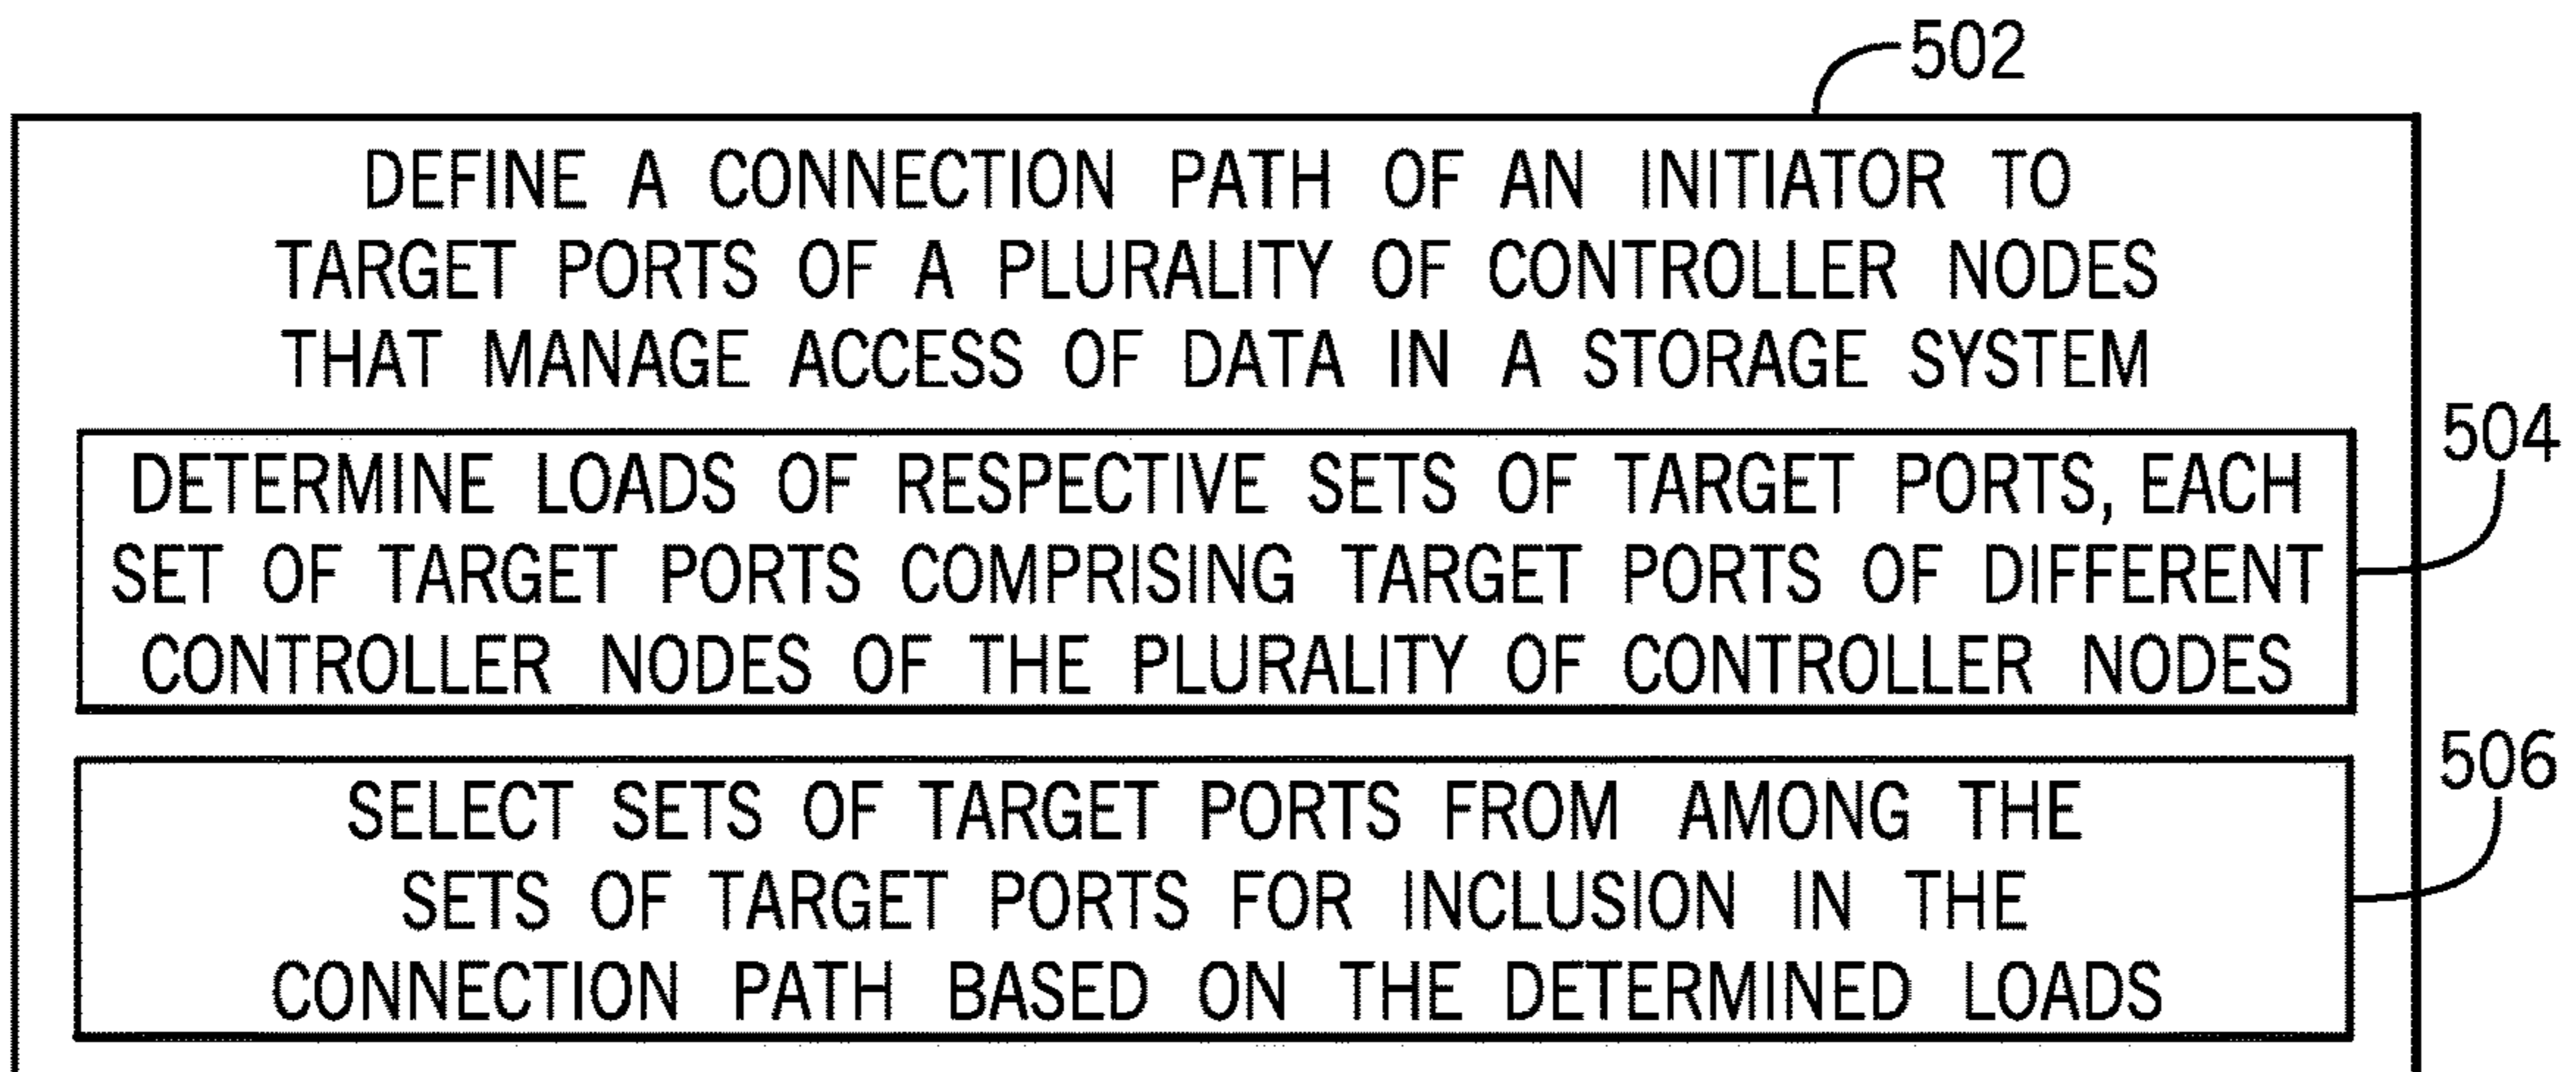 502
DEFINE A CONNECTION PATH OF AN INITIATOR TO
TARGET PORTS OF A PLURALITY OF CONTROLLER NODES
THAT MANAGE ACCESS OF DATA IN A STORAGE SYSTEM
504
DETERMINE LOADS OF RESPECTIVE SETS OF TARGET PORTS, EACH
SET OF TARGET PORTS COMPRISING TARGET PORTS OF DIFFERENT
CONTROLLER NODES OF THE PLURALITY OF CONTROLLER NODES
506
SELECT SETS OF TARGET PORTS FROM AMONG THE
SETS OF TARGET PORTS FOR INCLUSION IN THE
CONNECTION PATH BASED ON THE DETERMINED LOADS